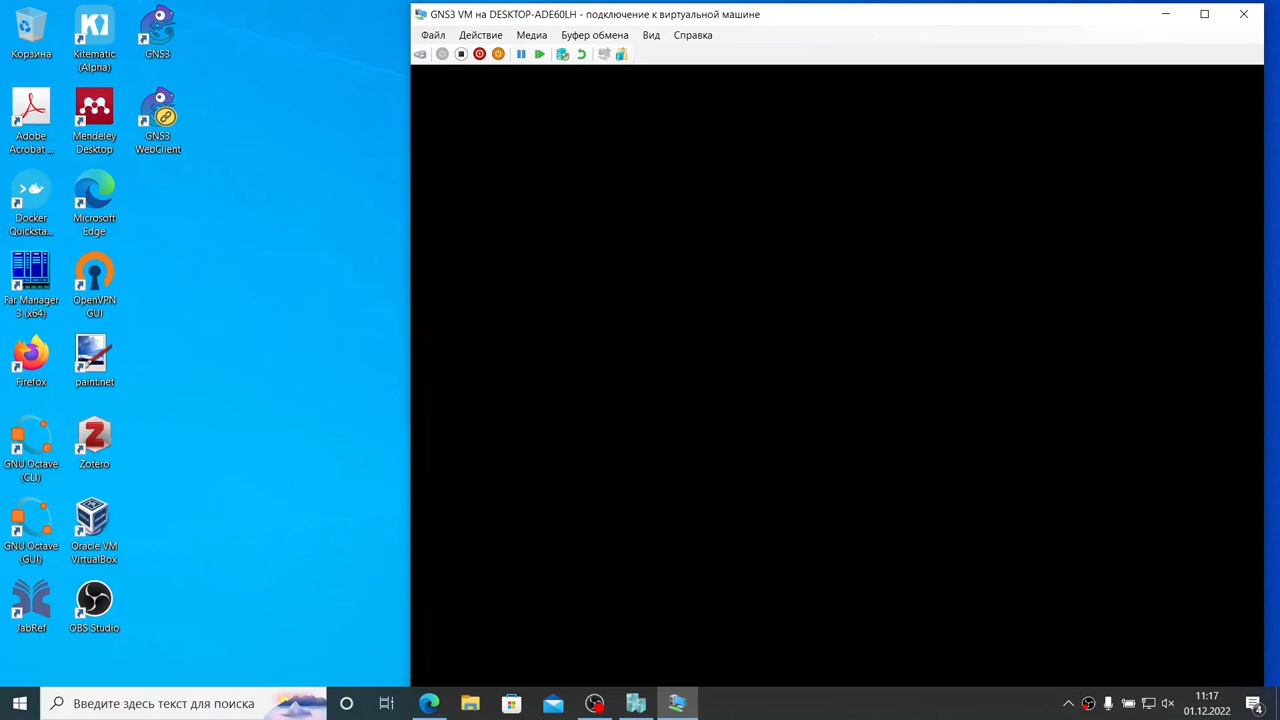 GNS3 VM на DESKTOP-ADE60LH - подключение к виртуальной машине
Файл Действие Медиа Буфер обмена Вид Справка
Корзина
Kitematic
(Alpha)
GNS3
Adobe
Acrobat ...
Mendeley
Desktop
GNS3
WebClient
Docker
Quicksta...
Microsoft
Edge
Far Manager
3 (x64)
OpenVPN
GUI
Firefox
paint.net
GNU Octave
(CLI)
Zotero
GNU Octave
(GUI)
Oracle VM
VirtualBox
JabRef
OBS Studio
Введите здесь текст для поиска
11:17
01.12.2022
4